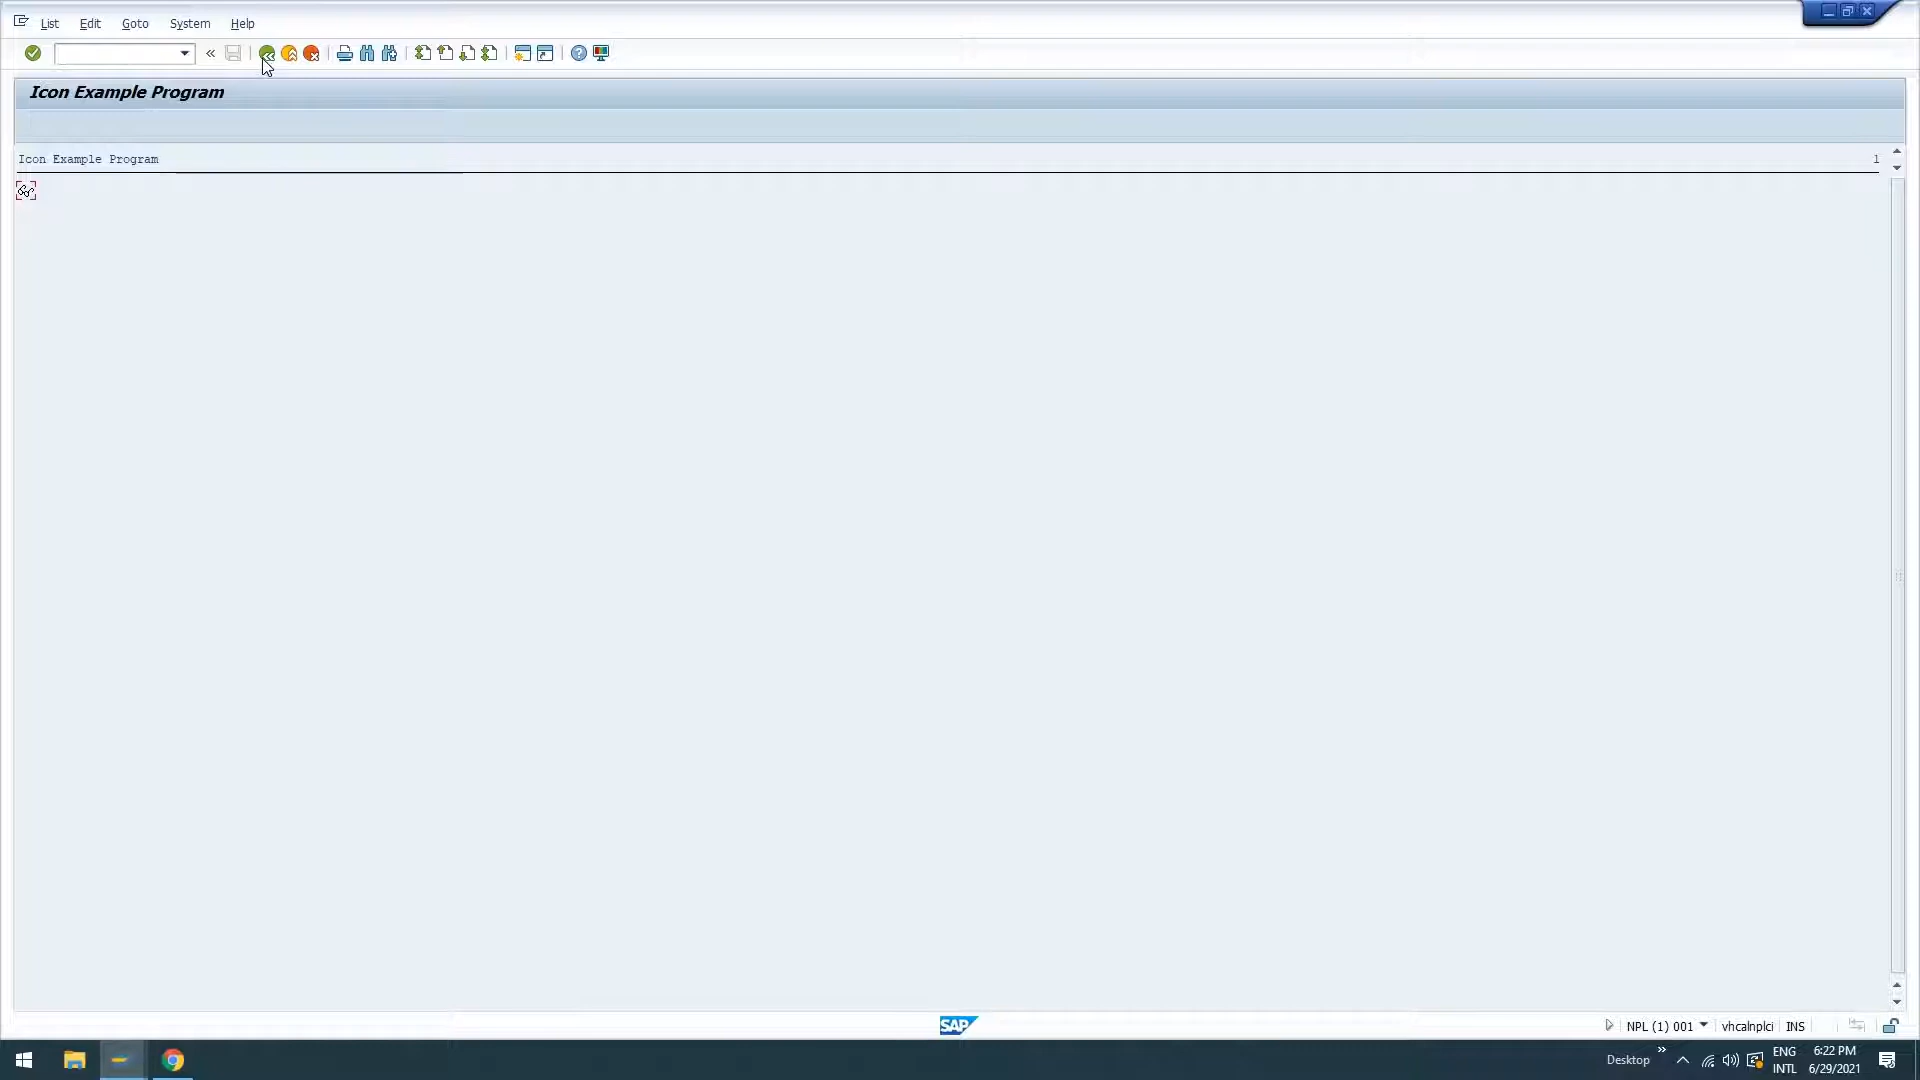 List Edit Goto System Help
Icon Example Program
Icon Example Program 1
SAP
NPL (1) 001 vhcalnplci INS
Desktop ENG 6:22 PM
INTL 6/29/2021